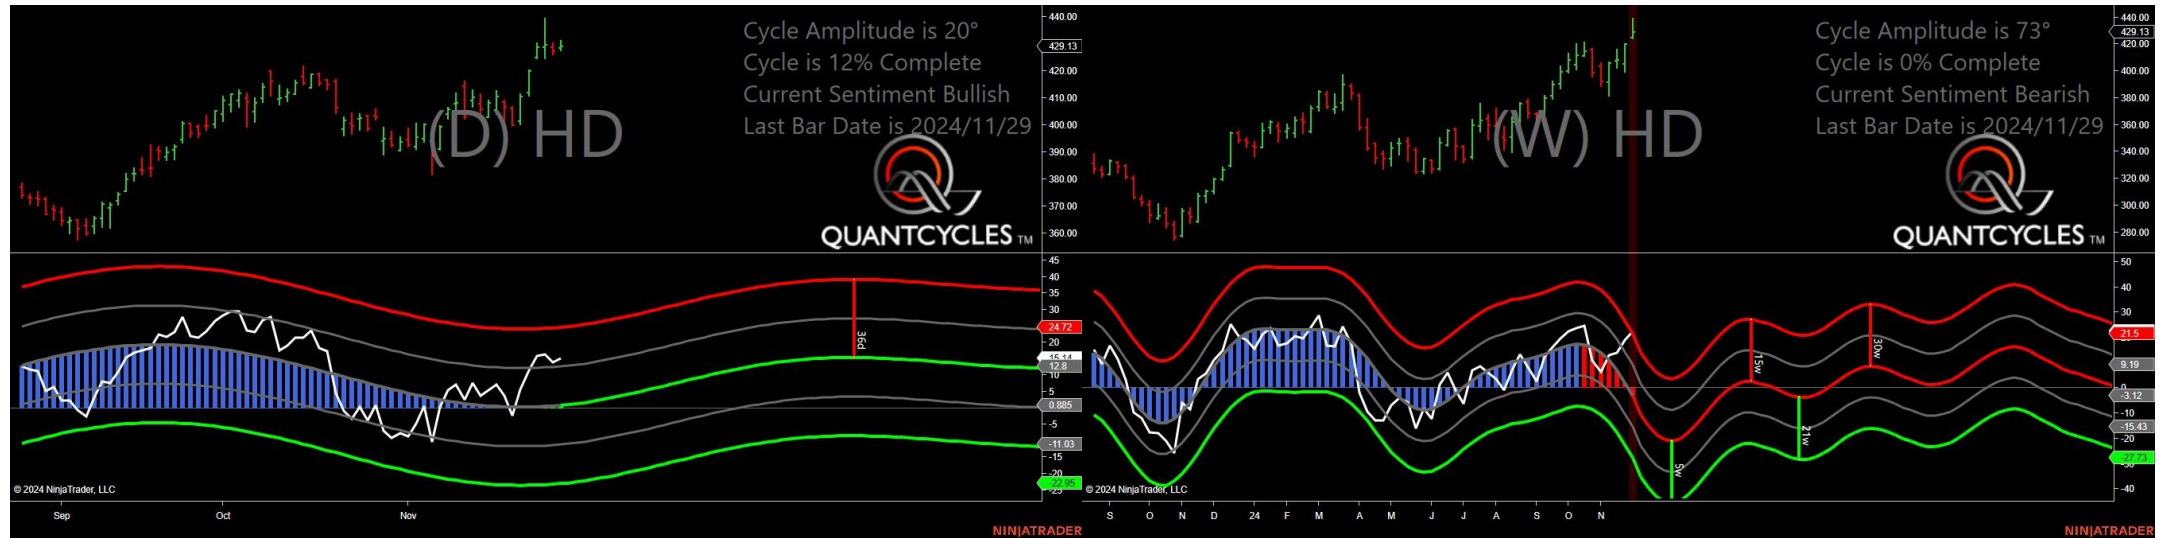 Cycle Amplitude is 20°
Cycle is 12% Complete
Current Sentiment Bullish
Last Bar Date is 2024/11/29
(D) HD
QUANTCYCLES TM
440.00
429.13
420.00
410.00
400.00
390.00
380.00
370.00
360.00
45
40
35
30
24.72
20
15.14
12.8
10
5
0.885
-5
-11.03
-15
-20
-22.95
-25
36d
© 2024 NinjaTrader, LLC
Sep Oct Nov
NINJATRADER
Cycle Amplitude is 73°
Cycle is 0% Complete
Current Sentiment Bearish
Last Bar Date is 2024/11/29
(W) HD
QUANTCYCLES TM
440.00
429.13
420.00
400.00
380.00
360.00
340.00
320.00
300.00
280.00
50
40
30
21.5
9.19
0
-3.12
-10
-15.43
-20
-27.73
-40
15w
30w
21w
5w
© 2024 NinjaTrader, LLC
S O N D 24 F M A M J J A S O N
NINJATRADER